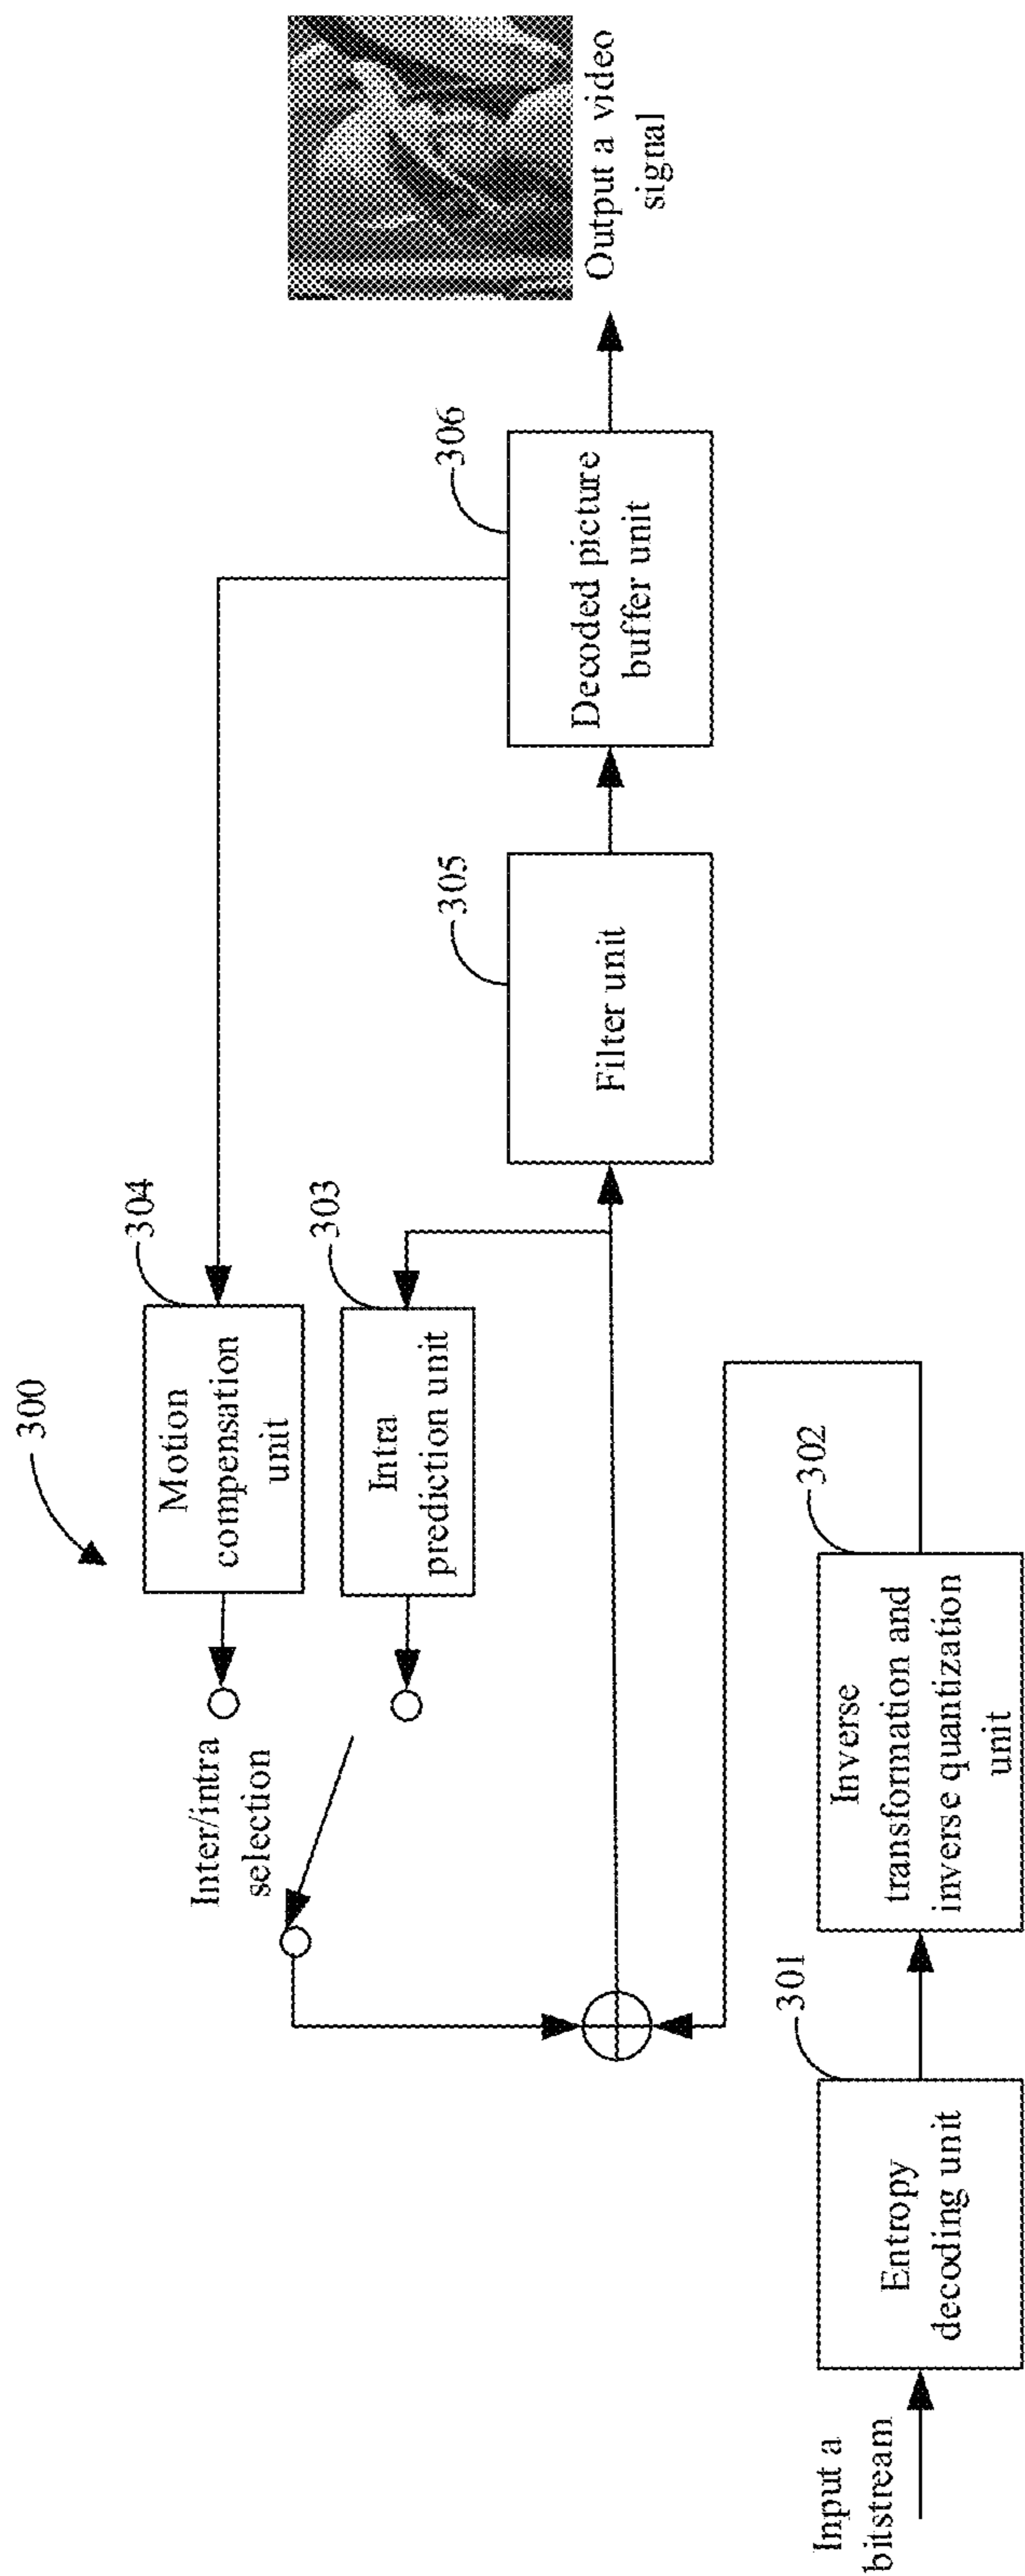 300
304
Motion
compensation
unit
303
Intra
prediction unit
Inter/intra
selection
305
Filter unit
306
Decoded picture
buffer unit
Output a video
signal
Input a
bitstream
301
Entropy
decoding unit
302
Inverse
transformation and
inverse quantization
unit